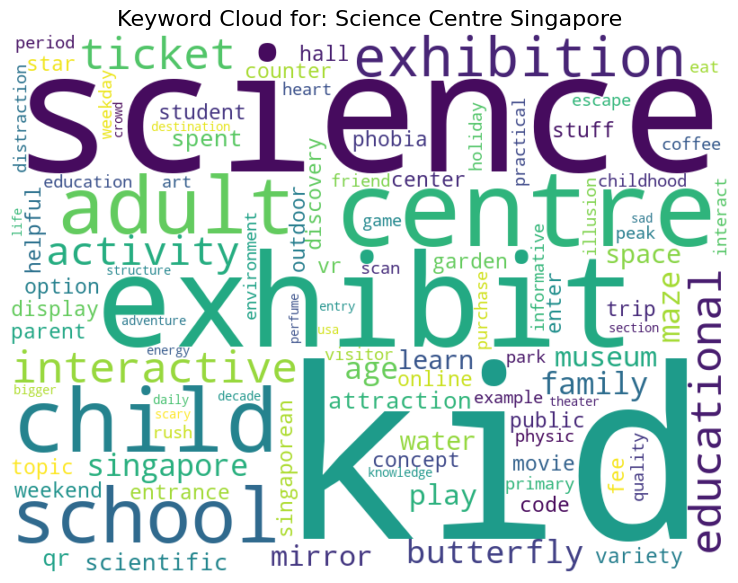 Keyword Cloud for: Science Centre Singapore
period
ticket
hall
exhibition
star
counter
eat
science
distraction
weekday
crowd
student
destination
spent
heart
phobia
holiday
practical
escape
stuff
coffee
education
art
discovery
friend
center
childhood
life
helpful
adult
outdoor
centre
game
illusion
sad
peak
interact
activity
environment
vr
scan
garden
informative
enter
space
structure
option
exhibit
display
adventure
perfume
entry
usa
purchase
trip
section
maze
parent
energy
visitor
learn
park
museum
educational
interactive
age
online
family
bigger
child
daily
decade
scary
rush
attraction
example
theater
kid
public
physic
singaporean
water
topic
singapore
concept
knowledge
movie
fee
quality
weekend
entrance
play
primary
code
school
qr
scientific
mirror
butterfly
variety